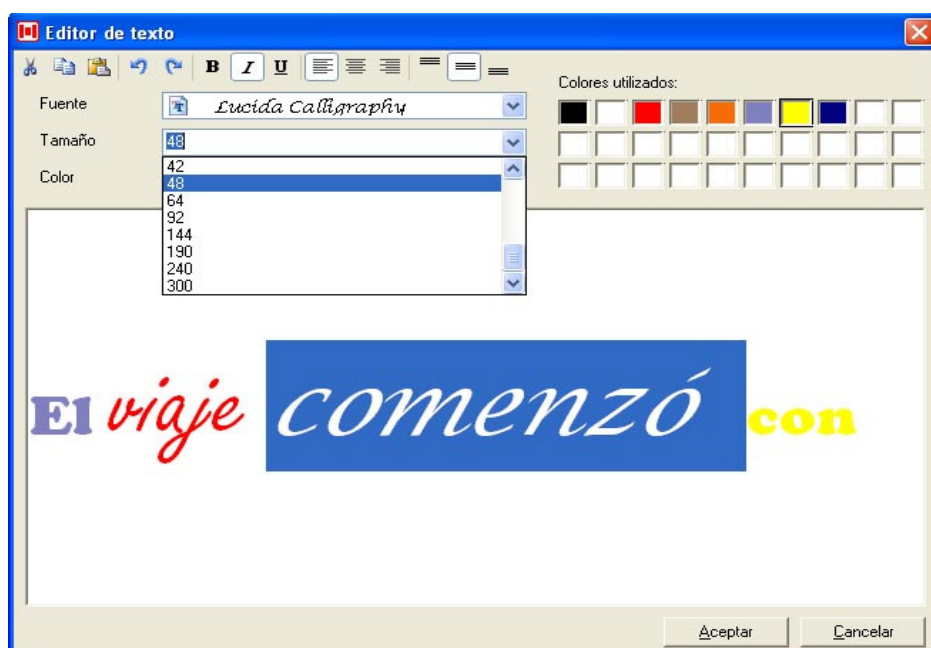 Editor de texto
B I U
Colores utilizados:
Fuente
Lucida Calligraphy
Tamaño
48
Color
42
48
64
92
144
190
240
300
El viaje comenzó con
Aceptar
Cancelar